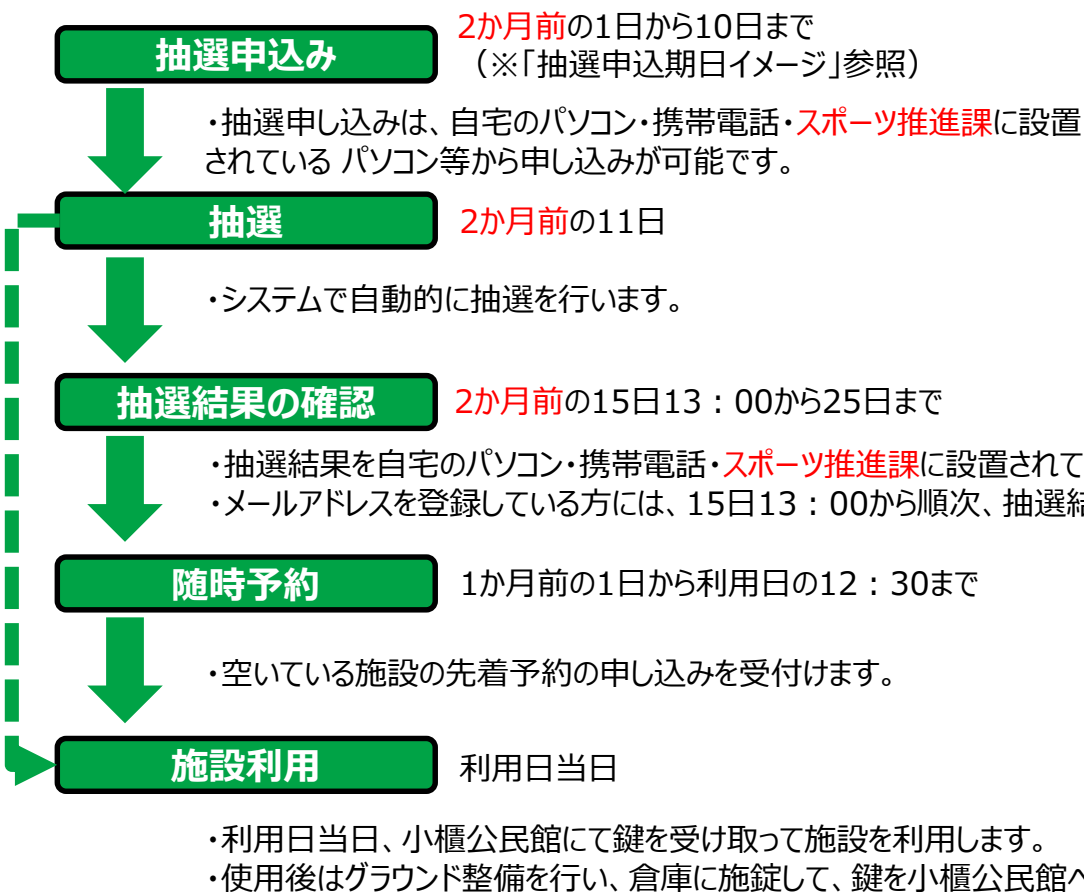 抽選申込み
2か月前の1日から10日まで
（※「抽選申込期日イメージ」参照）
・抽選申し込みは、自宅のパソコン・携帯電話・スポーツ推進課に設置
されている パソコン等から申し込みが可能です。
抽選
2か月前の11日
・システムで自動的に抽選を行います。
抽選結果の確認
2か月前の15日13：00から25日まで
・抽選結果を自宅のパソコン・携帯電話・スポーツ推進課に設置されて
・メールアドレスを登録している方には、15日13：00から順次、抽選結
随時予約
1か月前の1日から利用日の12：30まで
・空いている施設の先着予約の申し込みを受付けます。
施設利用
利用日当日
・利用日当日、小櫃公民館にて鍵を受け取って施設を利用します。
・使用後はグラウンド整備を行い、倉庫に施錠して、鍵を小櫃公民館へ